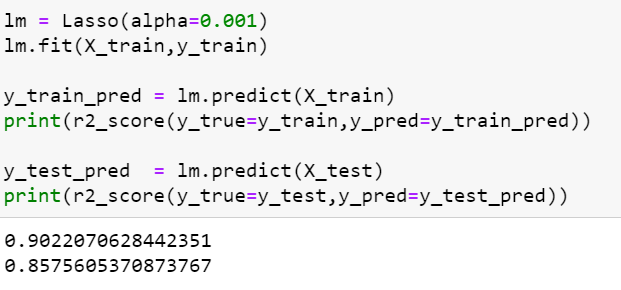 lm = Lasso(alpha=0.001)
lm.fit(X_train,y_train)
y_train_pred = lm.predict(X_train)
print(r2_score(y_true=y_train,y_pred=y_train_pred))
y_test_pred  = lm.predict(X_test)
print(r2_score(y_true=y_test,y_pred=y_test_pred))
0.9022070628442351
0.8575605370873767